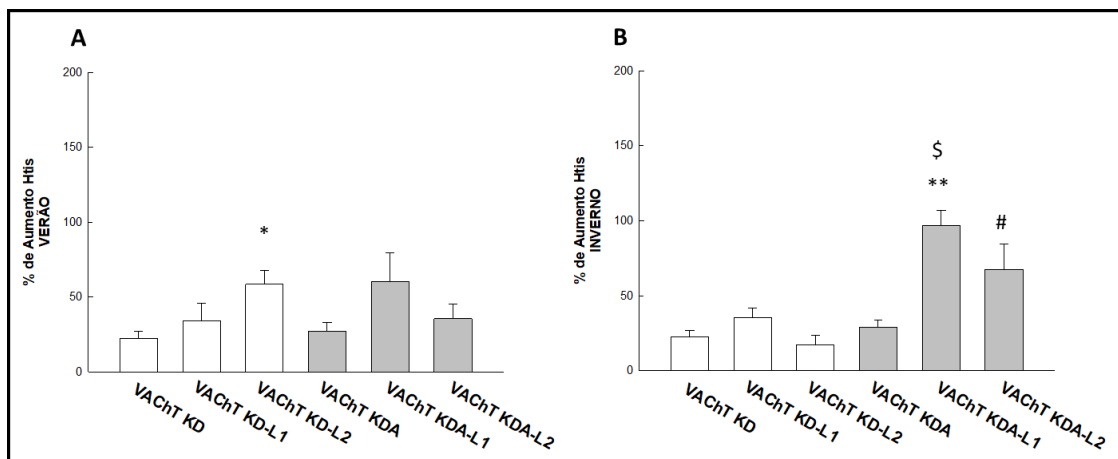 A
200
150
100
50
0
% de Aumento Htis
VERÃO
*
VAChT KD
VAChT KD-L1
VAChT KD-L2
VAChT KDA
VAChT KDA-L1
VAChT KDA-L2
B
200
150
100
50
0
% de Aumento Htis
INVERNO
$
**
#
VAChT KD
VAChT KD-L1
VAChT KD-L2
VAChT KDA
VAChT KDA-L1
VAChT KDA-L2